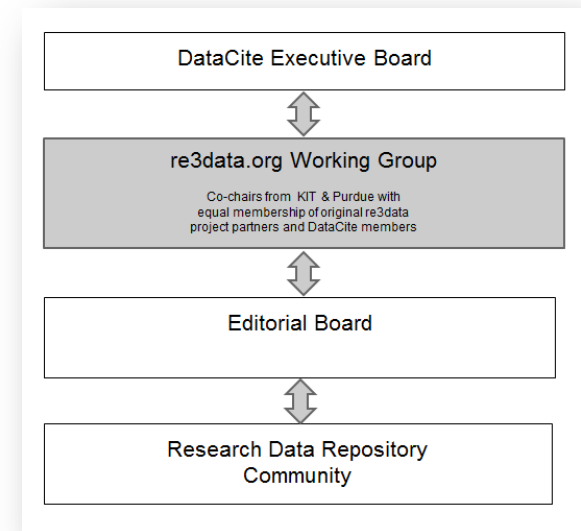 DataCite Executive Board
re3data.org Working Group
Co-chairs from KIT & Purdue with
equal membership of original re3data
project partners and DataCite members
Editorial Board
Research Data Repository
Community